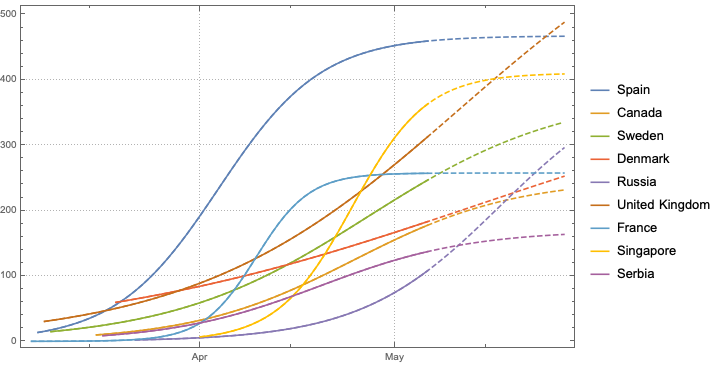 500
400
300
200
100
0
Apr
May
Spain
Canada
Sweden
Denmark
Russia
United Kingdom
France
Singapore
Serbia